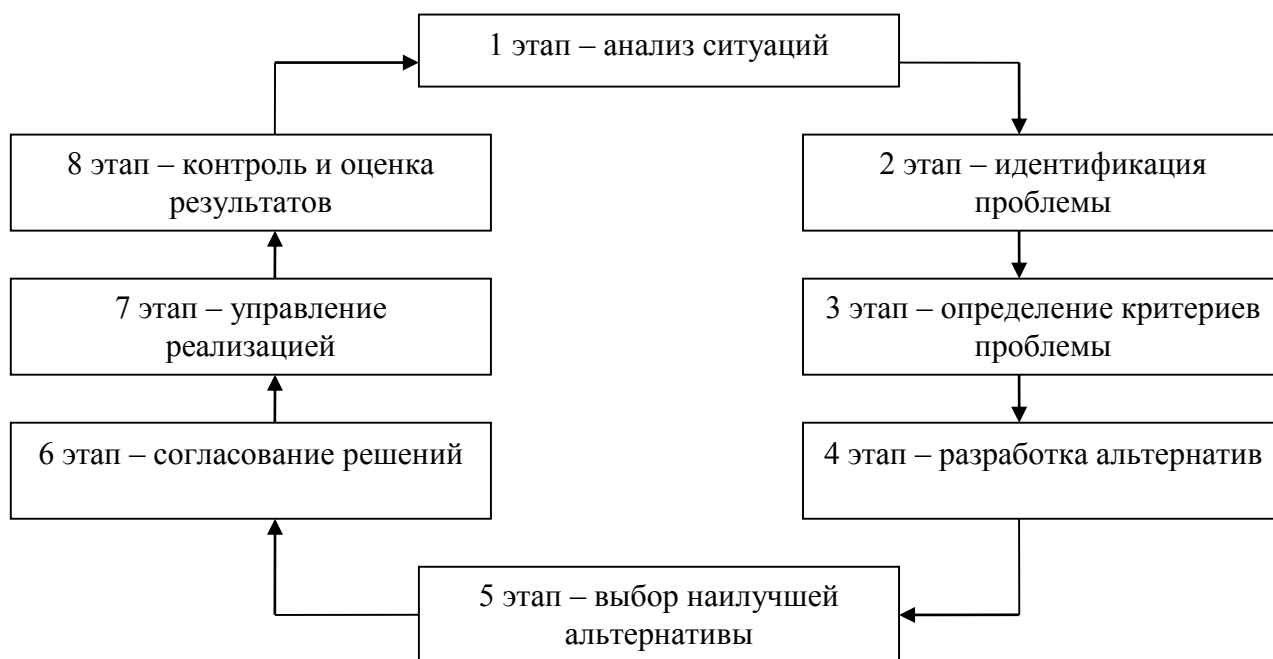 1 этап – анализ ситуаций
2 этап – идентификация
проблемы
3 этап – определение критериев
проблемы
4 этап – разработка альтернатив
5 этап – выбор наилучшей
альтернативы
6 этап – согласование решений
7 этап – управление
реализацией
8 этап – контроль и оценка
результатов